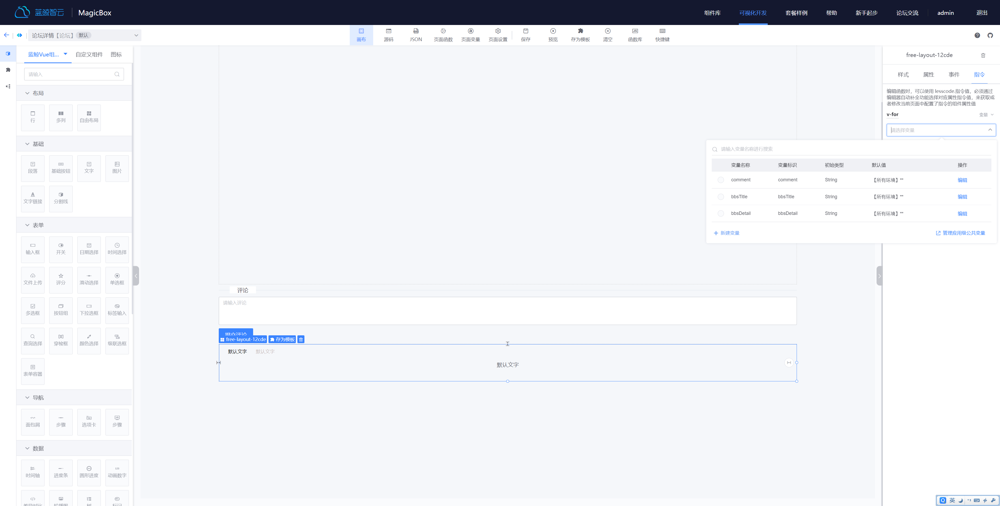 蓝鲸智云 MagicBox 组件库 可视化开发 套餐样例 帮助 新手起步 论坛交流 admin 退出
论坛详情【论坛】 默认
画布 源码 JSON 页面函数 页面变量 页面设置 保存 预览 存为模板 清空 函数库 快捷键
蓝鲸Vue组... 自定义组件 图标
请输入
布局
行 多列 自由布局
基础
段落 基础按钮 文字 图片
文字链接 分割线
表单
输入框 开关 日期选择 时间选择
文件上传 评分 滑动选择 单选框
多选框 按钮组 下拉选框 标签输入
查询选择 穿梭框 颜色选择 级联选框
表单容器
导航
面包屑 步骤 选项卡 步骤
数据
时间轴 进度条 圆形进度 动画数字
差异对比 轮播图 树 标记
评论
请输入评论
提交评论
free-layout-12cde 存为模板
默认文字 默认文字
默认文字
free-layout-12cde
样式 属性 事件 指令
编辑函数时，可以使用 lesscode.指令值，必须通过
编辑器自动补全功能选择对应属性指令值，来获取或
者修改当前页面中配置了指令的组件属性值
v-for 变量
请选择变量
请输入变量名称进行搜索
变量名称 变量标识 初始类型 默认值 操作
comment comment String 【所有环境】"" 编辑
bbsTitle bbsTitle String 【所有环境】"" 编辑
bbsDetail bbsDetail String 【所有环境】"" 编辑
新建变量 管理应用级公共变量
英